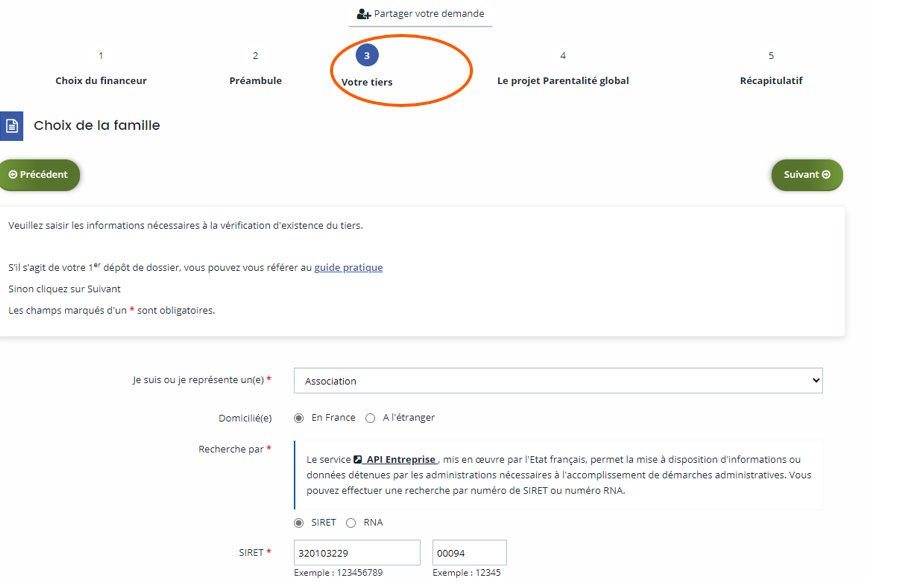 Partager votre demande
1 2 3 4 5
Choix du financeur Préambule Votre tiers Le projet Parentalité global Récapitulatif
Choix de la famille
Précédent Suivant
Veuillez saisir les informations nécessaires à la vérification d'existence du tiers.
S'il s'agit de votre 1er dépôt de dossier, vous pouvez vous référer au guide pratique
Sinon cliquez sur Suivant
Les champs marqués d'un * sont obligatoires.
Je suis ou je représente un(e) * Association
Domicilié(e) En France A l'étranger
Recherche par *
Le service API Entreprise , mis en œuvre par l'Etat français, permet la mise à disposition d'informations ou
données détenues par les administrations nécessaires à l'accomplissement de démarches administratives. Vous
pouvez effectuer une recherche par numéro de SIRET ou numéro RNA.
SIRET RNA
SIRET * 320103229 00094
Exemple : 123456789 Exemple : 12345